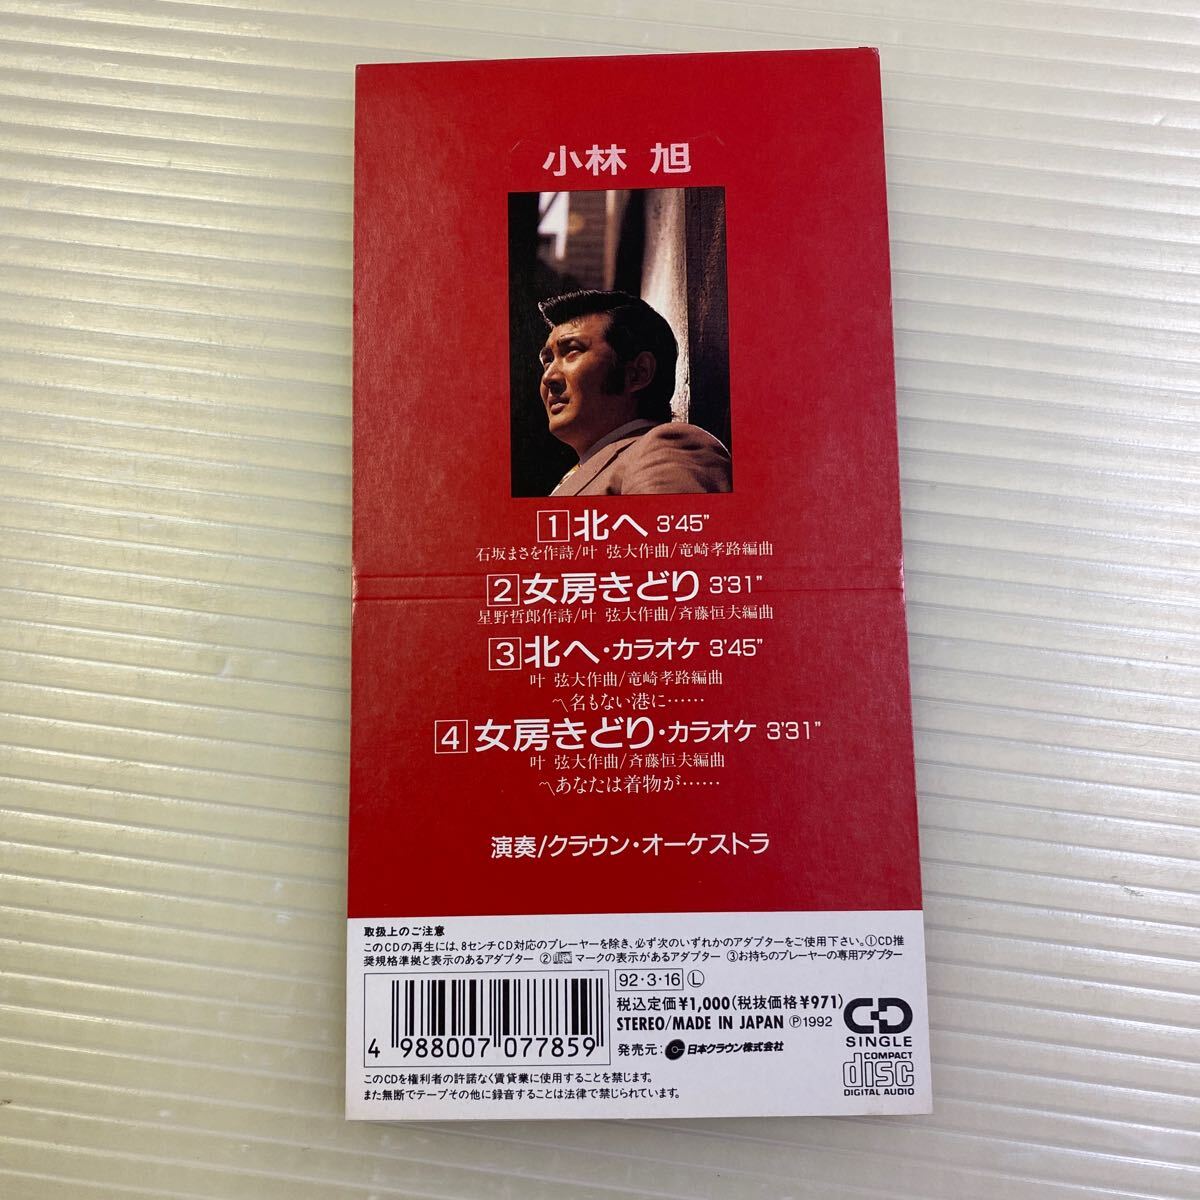 小林 旭
4
1 北へ 3'45"
石坂まさを作詩/叶 弦大作曲/竜崎孝路編曲
2 女房きどり 3'31"
星野哲郎作詩/叶 弦大作曲/斉藤恒夫編曲
3 北へ・カラオケ 3'45"
叶 弦大作曲/竜崎孝路編曲
〽名もない港に……
4 女房きどり・カラオケ 3'31"
叶 弦大作曲/斉藤恒夫編曲
〽あなたは着物が……
演奏/クラウン・オーケストラ
取扱上のご注意
このCDの再生には、8センチCD対応のプレーヤーを除き、必ず次のいずれかのアダプターをご使用下さい。①CD推
奨規格準拠と表示のあるアダプター ②マークの表示があるアダプター ③お持ちのプレーヤーの専用アダプター
92・3・16 Ⓛ
税込定価¥1,000(税抜価格¥971)
STEREO/MADE IN JAPAN Ⓟ1992
発売元: 日本クラウン株式会社
4 988007 077859
CD
SINGLE
COMPACT
disc
DIGITAL AUDIO
このCDを権利者の許諾なく賃貸業に使用することを禁じます。
また無断でテープその他に録音することは法律で禁じられています。